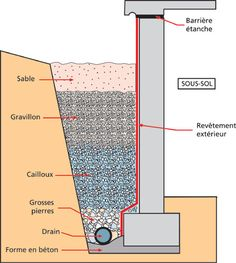 Barrière
étanche
Sable
SOUS-SOL
Gravillon
Revêtement
extérieur
Cailloux
Grosses
pierres
Drain
Forme en béton